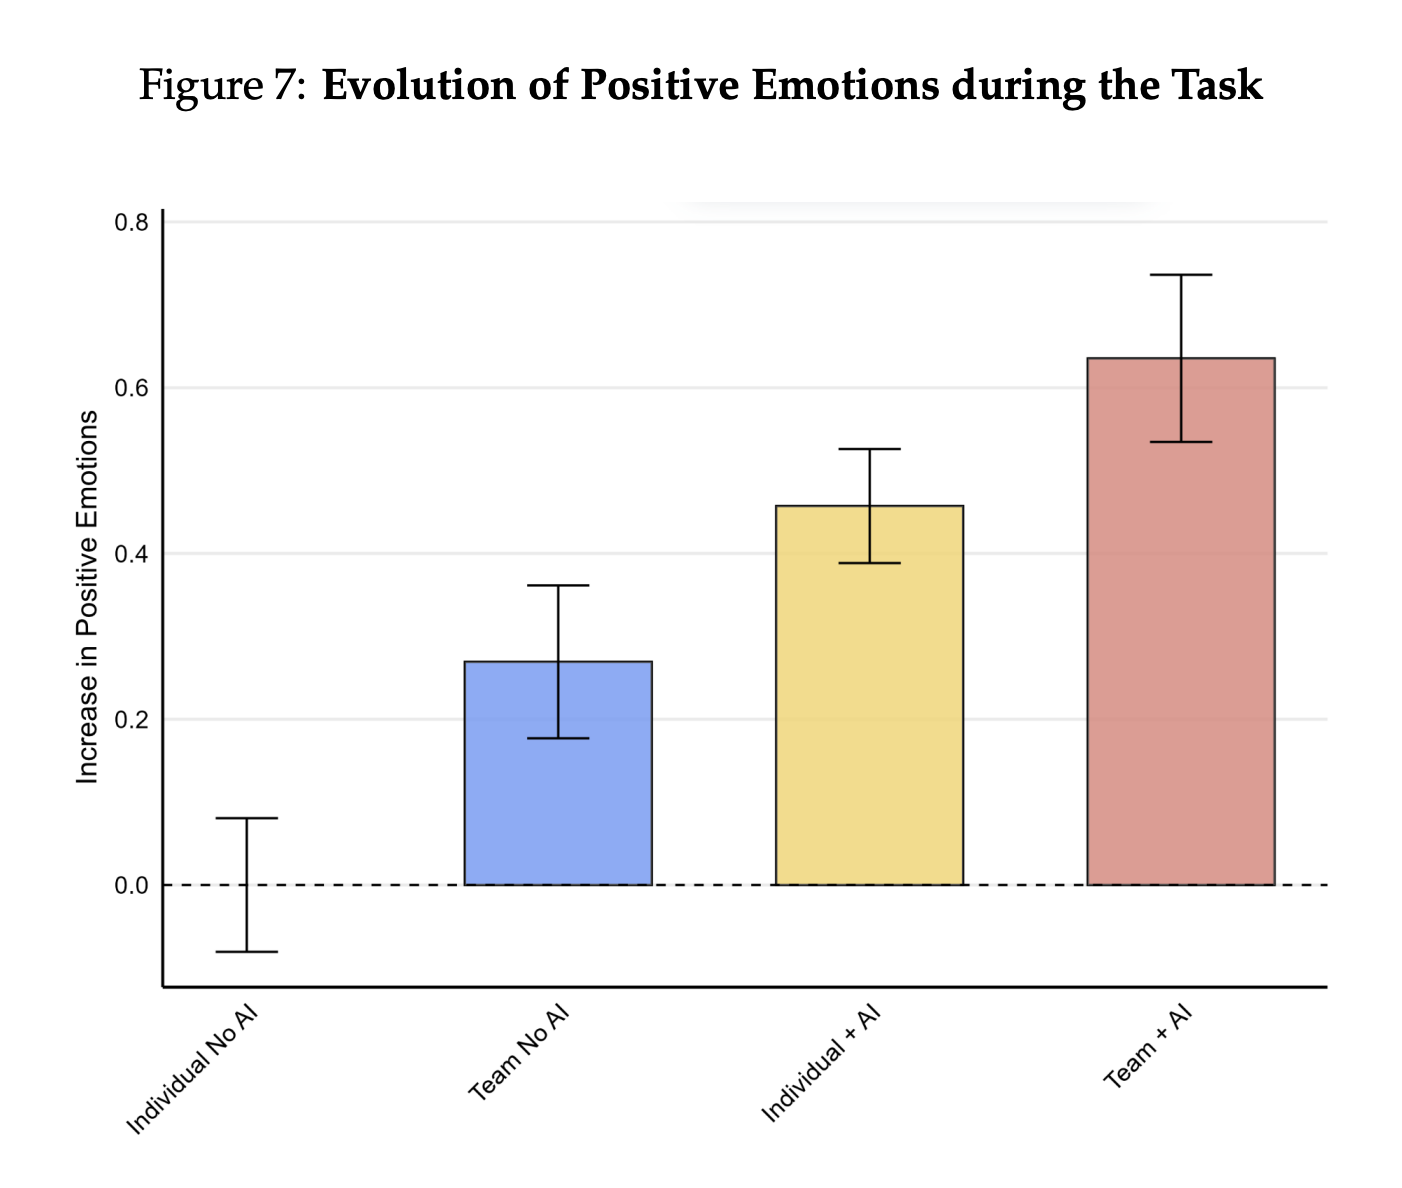 Figure 7: Evolution of Positive Emotions during the Task
Increase in Positive Emotions
0.8
0.6
0.4
0.2
0.0
Individual No AI
Team No AI
Individual + AI
Team + AI